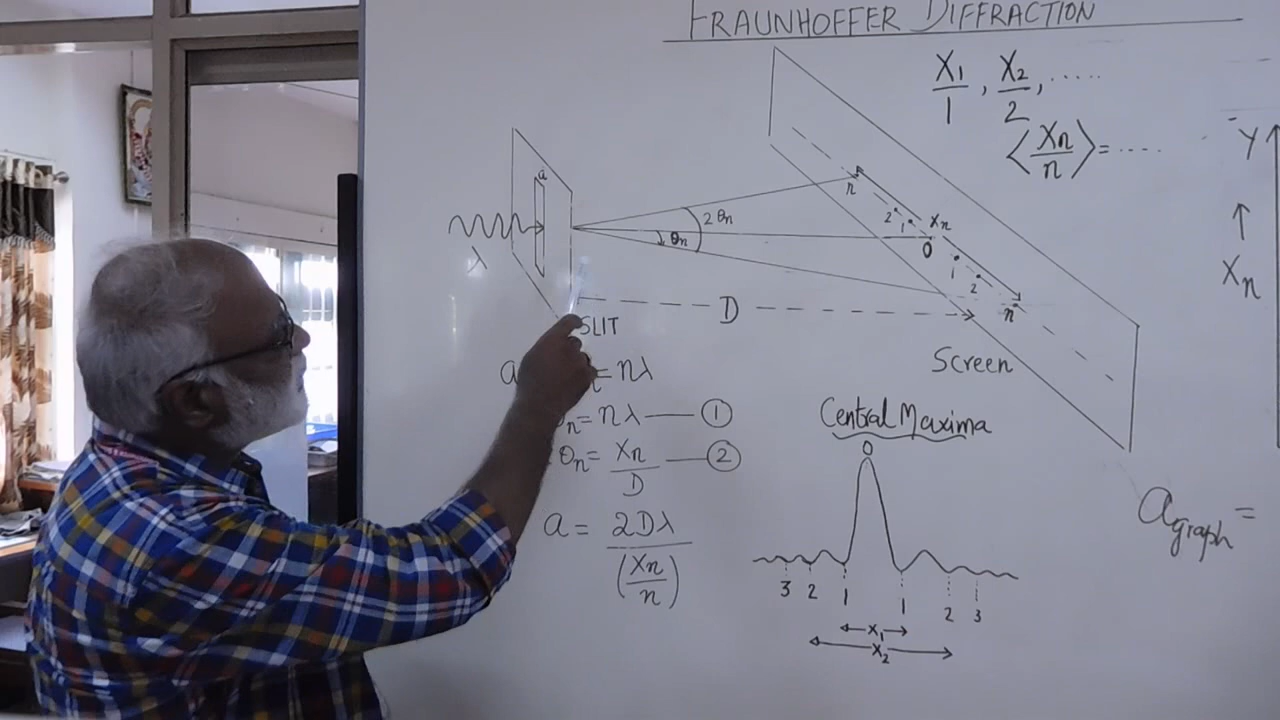 FRAUNHOFFER DIFFRACTION
X1/1 , X2/2 , .....
⟨Xn/n⟩ = ....
-Y
↑
Xn
a
λ
2θn
θn
n
2
1
Xn
O
1
2
n
D
SLIT
Screen
a = nλ
θn = nλ —— ①
θn = Xn/D —— ②
a = 2Dλ/(Xn/n)
Central Maxima
0
3 2 1 1 2 3
X1
X2
agraph =